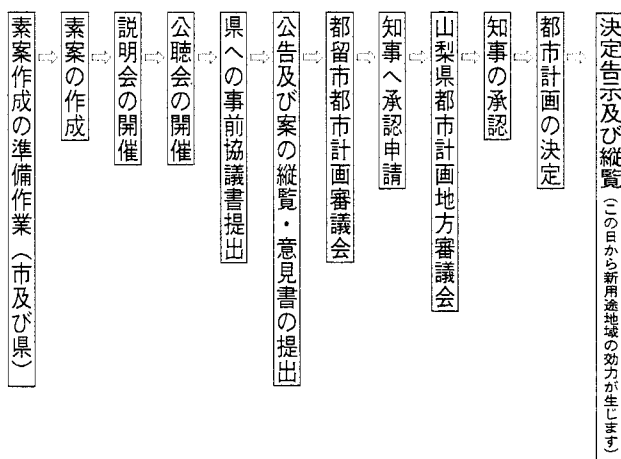 素案作成の準備作業（市及び県）
⇨
素案の作成
⇨
説明会の開催
⇨
公聴会の開催
⇨
県への事前協議書提出
⇨
公告及び案の縦覧・意見書の提出
⇨
都留市都市計画審議会
⇨
知事へ承認申請
⇨
山梨県都市計画地方審議会
⇨
知事の承認
⇨
都市計画の決定
⇨
決定告示及び縦覧（この日から新用途地域の効力が生じます）